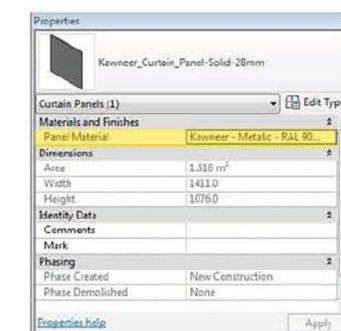 Properties
Kawneer_Curtain_Panel-Solid-28mm
Curtain Panels (1) Edit Typ
Materials and Finishes
Panel Material Kawneer - Metalic - RAL 90...
Dimensions
Area 1.518 m²
Width 1411.0
Height 1076.0
Identity Data
Comments
Mark
Phasing
Phase Created New Construction
Phase Demolished None
Properties help Apply